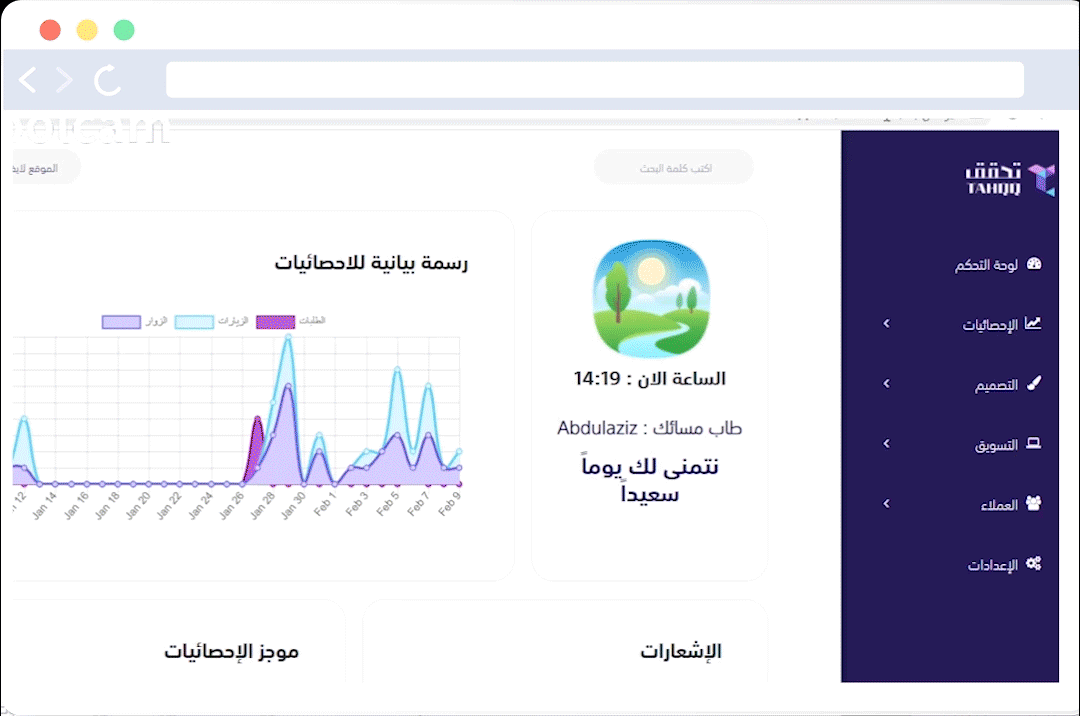 تحقق
TAHQQ
اكتب كلمة البحث
الموقع
لوحة التحكم
الإحصائيات
التصميم
التسويق
العملاء
الإعدادات
الساعة الان : 14:19
طاب مسائك : Abdulaziz
نتمنى لك يوماً
سعيداً
رسمة بيانية للاحصائيات
الطلبات
الزيارات
الزوار
12 Jan 14 Jan 16 Jan 18 Jan 20 Jan 22 Jan 24 Jan 26 Jan 28 Jan 30 Feb 1 Feb 3 Feb 5 Feb 7 Feb 9
الإشعارات
موجز الإحصائيات